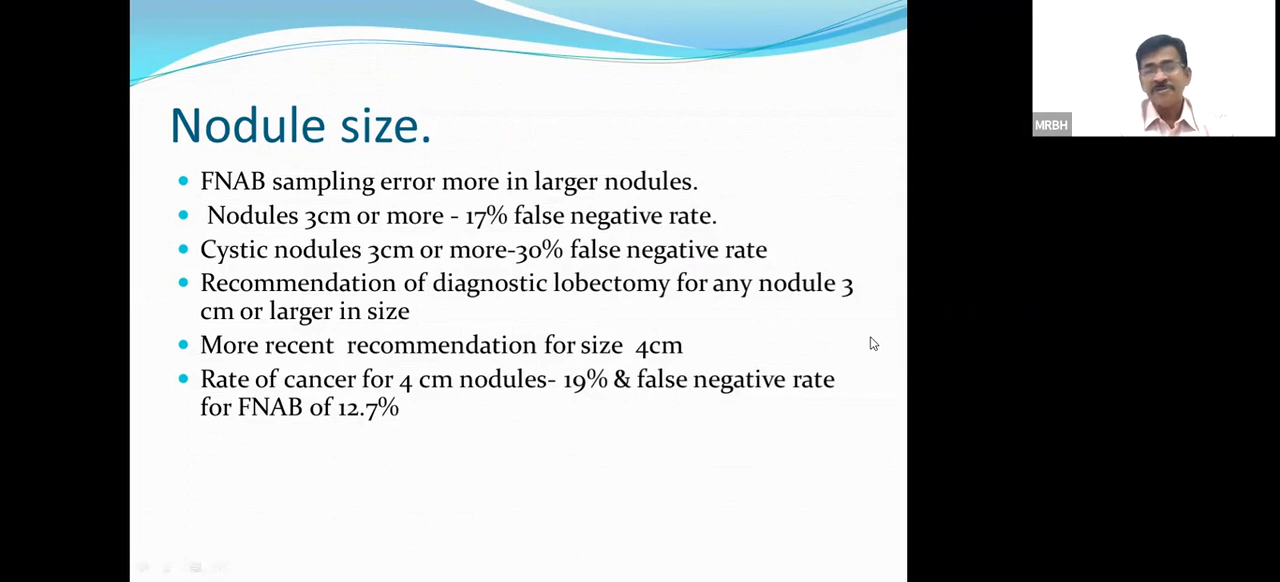 Nodule size.
FNAB sampling error more in larger nodules.
Nodules 3cm or more - 17% false negative rate.
Cystic nodules 3cm or more-30% false negative rate
Recommendation of diagnostic lobectomy for any nodule 3
cm or larger in size
More recent recommendation for size 4cm
Rate of cancer for 4 cm nodules- 19% & false negative rate
for FNAB of 12.7%
MRBH